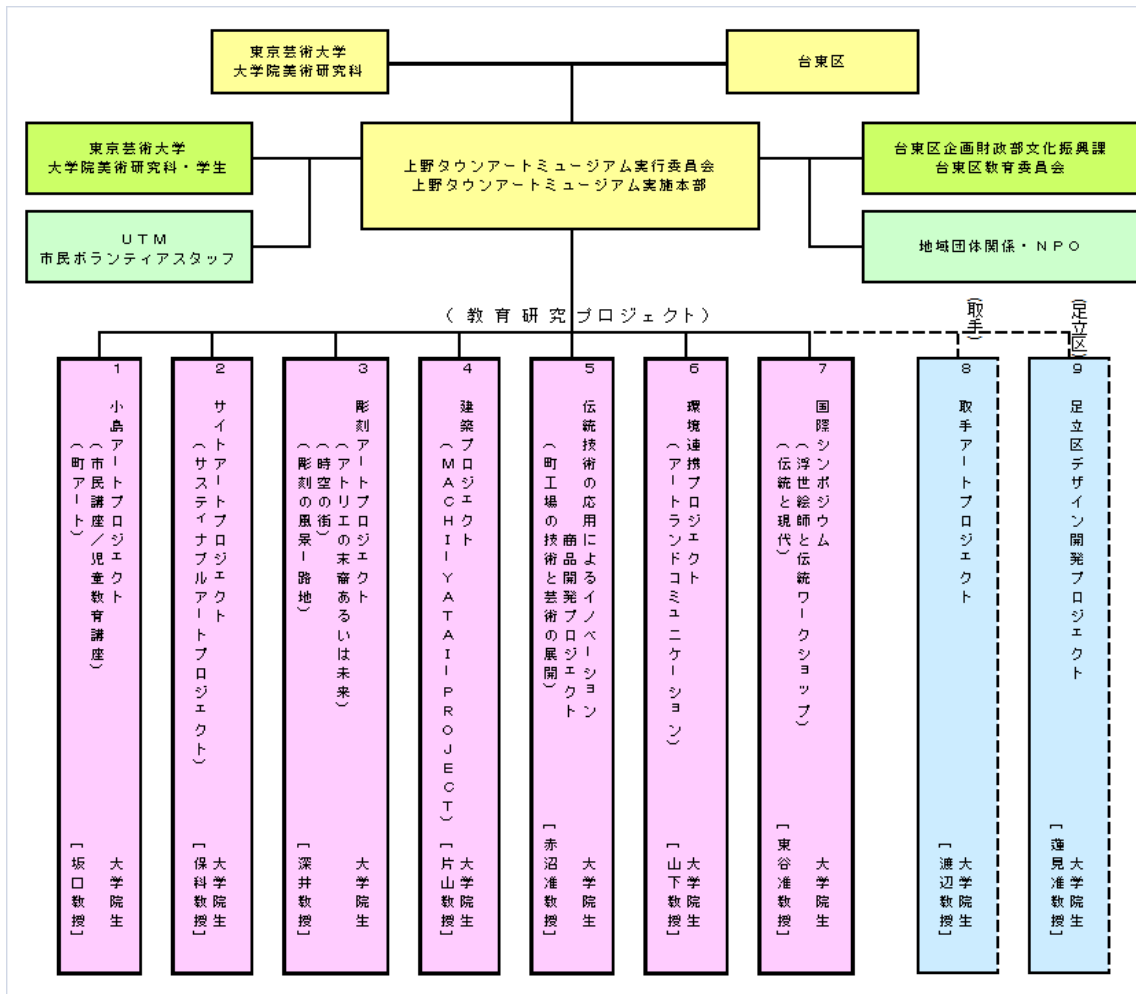 東京芸術大学
大学院美術研究科
台東区
東京芸術大学
大学院美術研究科・学生
上野タウンアートミュージアム実行委員会
上野タウンアートミュージアム実施本部
台東区企画財政部文化振興課
台東区教育委員会
UTM
市民ボランティアスタッフ
地域団体関係・NPO
(教育研究プロジェクト)
(取手)
(足立区)
1
小島アートプロジェクト
(市民講座/児童教育講座)
(町アート)
大学院生
[坂口教授]
2
サイトアートプロジェクト
(サスティナブルアートプロジェクト)
大学院生
[保科教授]
3
彫刻アートプロジェクト
(アトリエの末裔あるいは未来)
(時空の街)
(彫刻の風景ー路地)
大学院生
[深井教授]
4
建築プロジェクト
(MACHI-YATAI-PROJECT)
大学院生
[片山教授]
5
伝統技術の応用によるイノベーション
商品開発プロジェクト
(町工場の技術と芸術の展開)
大学院生
[赤沼准教授]
6
環境連携プロジェクト
(アートランドコミュニケーション)
大学院生
[山下教授]
7
国際シンポジウム
(浮世絵師と伝統ワークショップ)
(伝統と現代)
大学院生
[東谷准教授]
8
取手アートプロジェクト
大学院生
[渡辺教授]
9
足立区デザイン開発プロジェクト
大学院生
[蓮見准教授]